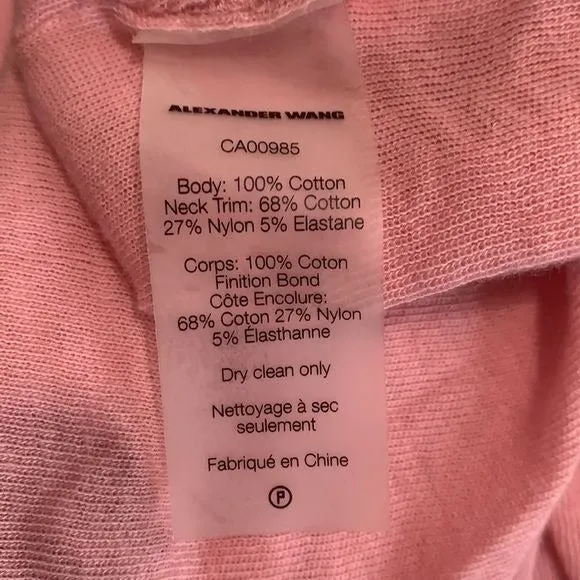 ALEXANDER WANG
CA00985
Body: 100% Cotton
Neck Trim: 68% Cotton
27% Nylon 5% Elastane
Corps: 100% Coton
Finition Bond
Côte Encolure:
68% Coton 27% Nylon
5% Élasthanne
Dry clean only
Nettoyage à sec
seulement
Fabriqué en Chine
P